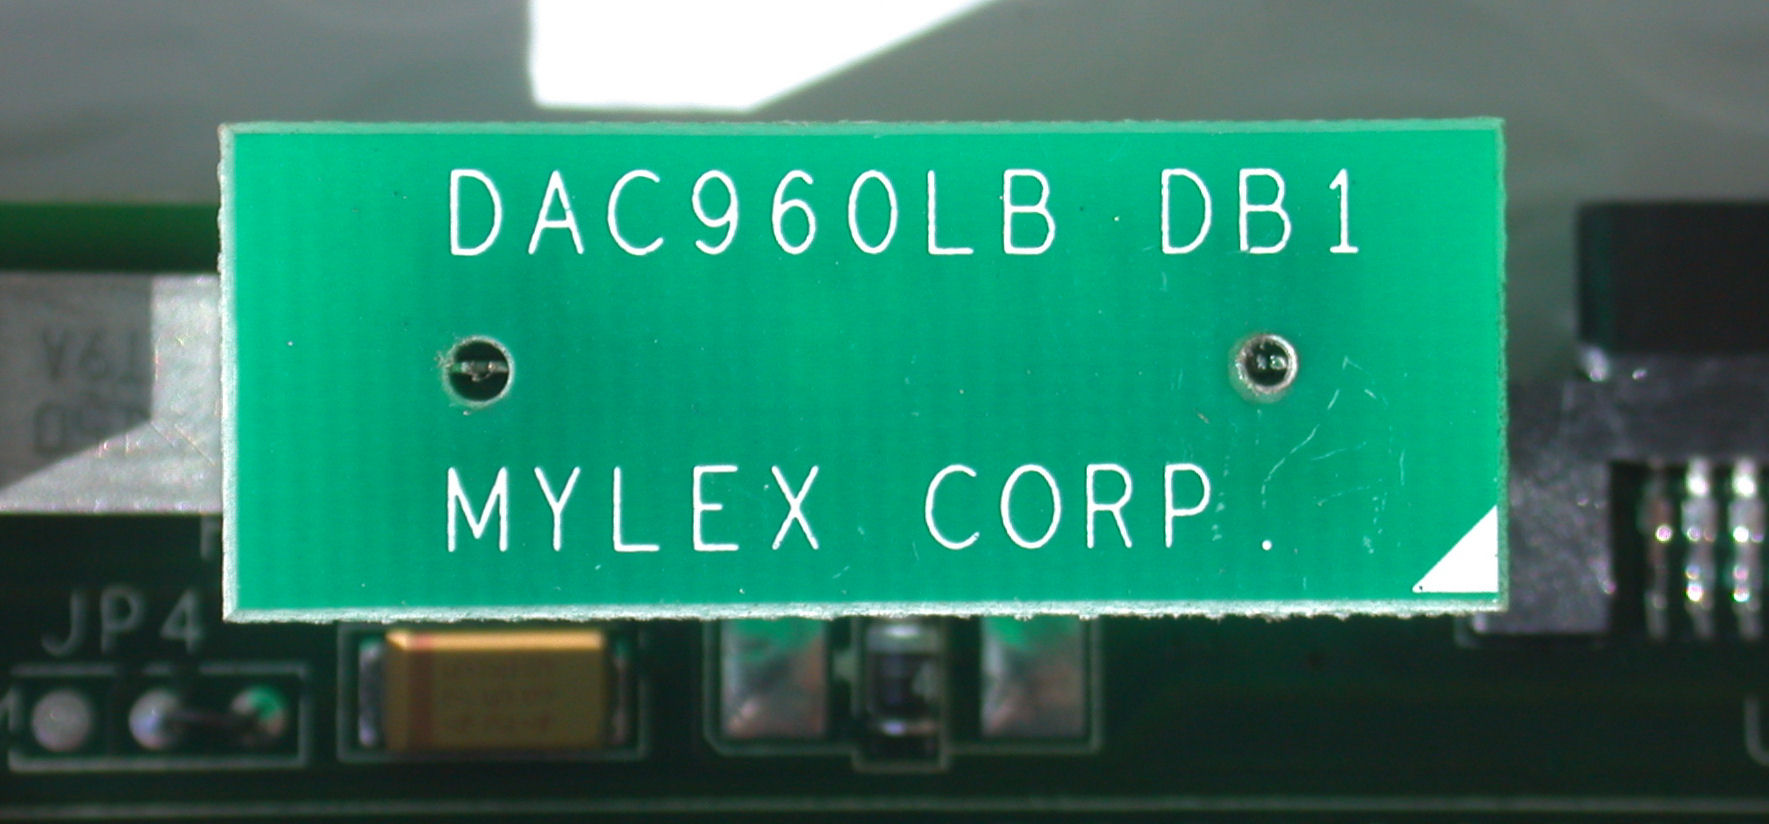 DAC960LB DB1
MYLEX CORP.
JP4